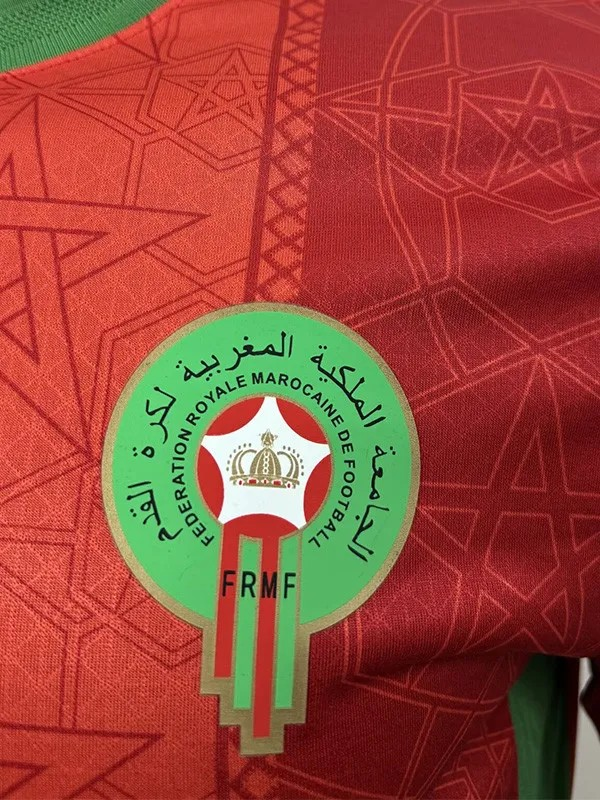 الجامعة الملكية المغربية لكرة القدم
FEDERATION ROYALE MAROCAINE DE FOOTBALL
FRMF